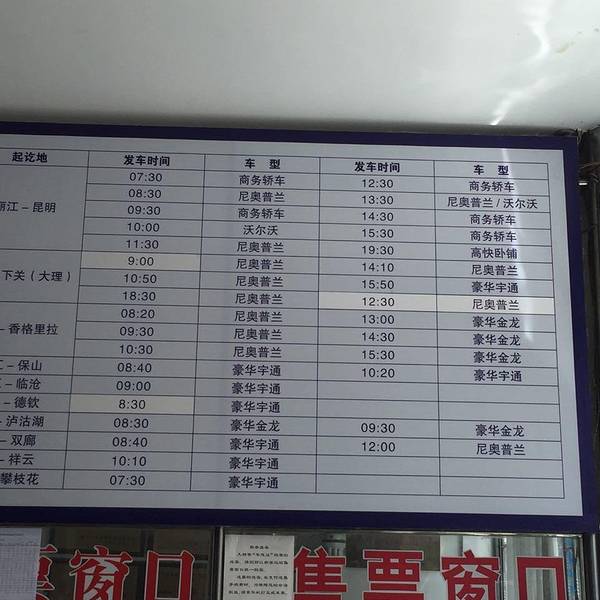 起讫地 发车时间 车 型 发车时间 车 型
07:30 商务轿车 12:30 商务轿车
08:30 尼奥普兰 13:30 尼奥普兰/沃尔沃
丽江－昆明 09:30 商务轿车 14:30 商务轿车
10:00 沃尔沃 15:30 商务轿车
11:30 尼奥普兰 19:30 高快卧铺
9:00 尼奥普兰 14:10 尼奥普兰
下关（大理） 10:50 尼奥普兰 15:50 豪华宇通
18:30 尼奥普兰 12:30 尼奥普兰
08:20 尼奥普兰 13:00 豪华金龙
－香格里拉 09:30 尼奥普兰 14:30 豪华金龙
10:30 尼奥普兰 15:30 豪华金龙
－保山 08:40 豪华宇通 10:20 豪华宇通
－临沧 09:00 豪华宇通
－德钦 8:30 豪华宇通
－泸沽湖 08:30 豪华金龙 09:30 豪华金龙
－双廊 08:40 豪华宇通 12:00 尼奥普兰
－祥云 10:10 豪华宇通
攀枝花 07:30 豪华宇通
票窗口 售票窗口